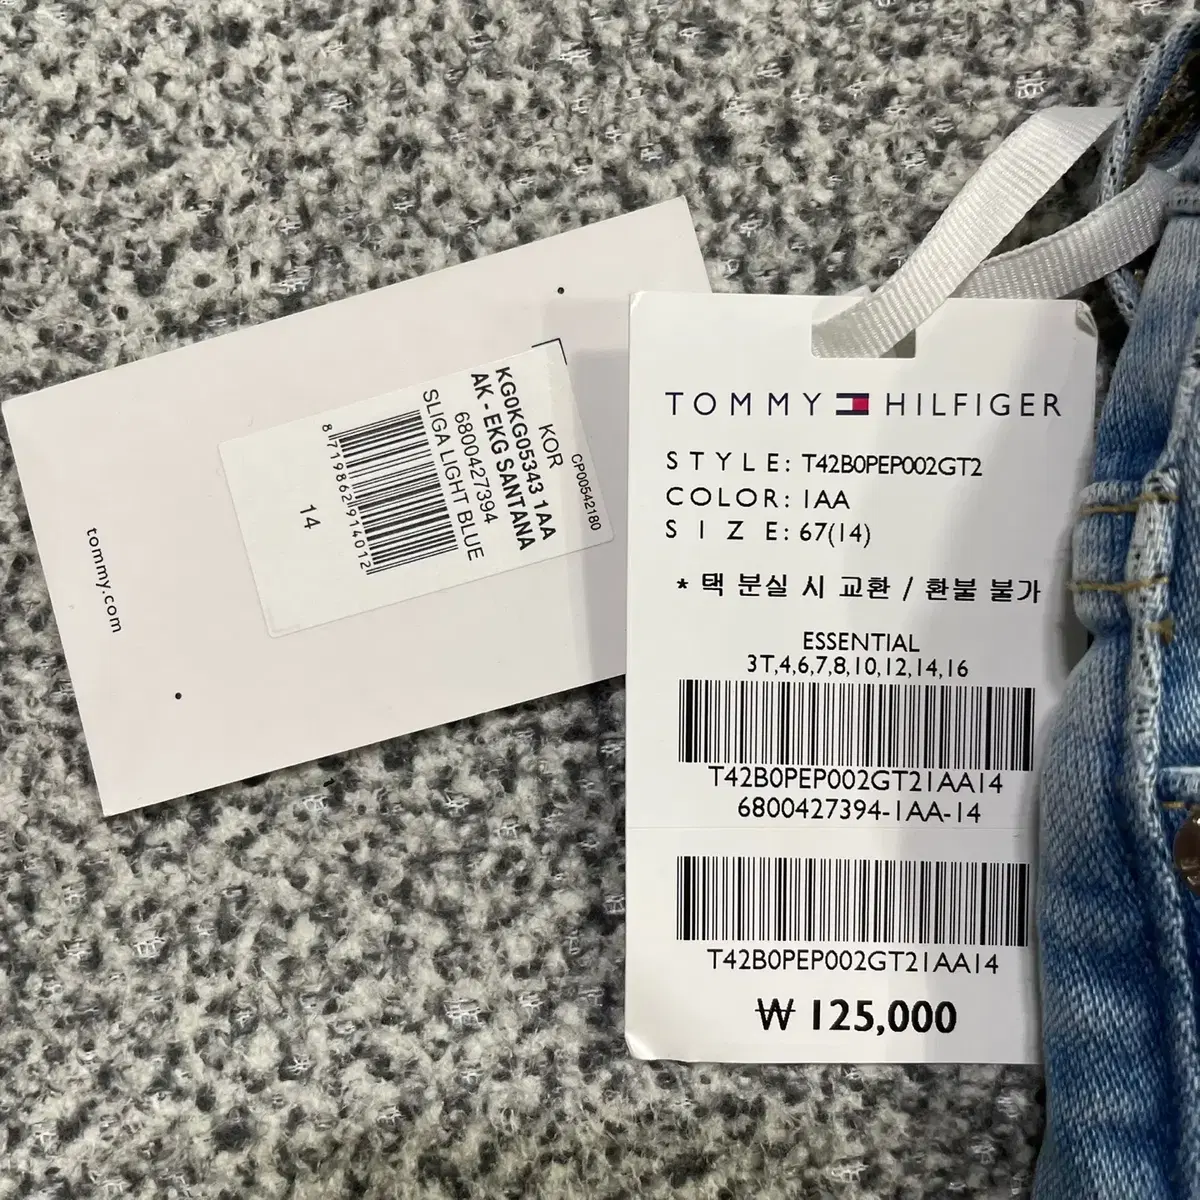 CP00542180
KOR
KG0KG05343 1AA
AK - EKG SANTANA
6800427394
SLIGA LIGHT BLUE
8719862914012
14
tommy.com
TOMMY HILFIGER
STYLE: T42B0PEP002GT2
COLOR: 1AA
SIZE: 67(14)
* 택 분실 시 교환 / 환불 불가
ESSENTIAL
3T,4,6,7,8,10,12,14,16
T42B0PEP002GT21AA14
6800427394-1AA-14
T42B0PEP002GT21AA14
₩ 125,000